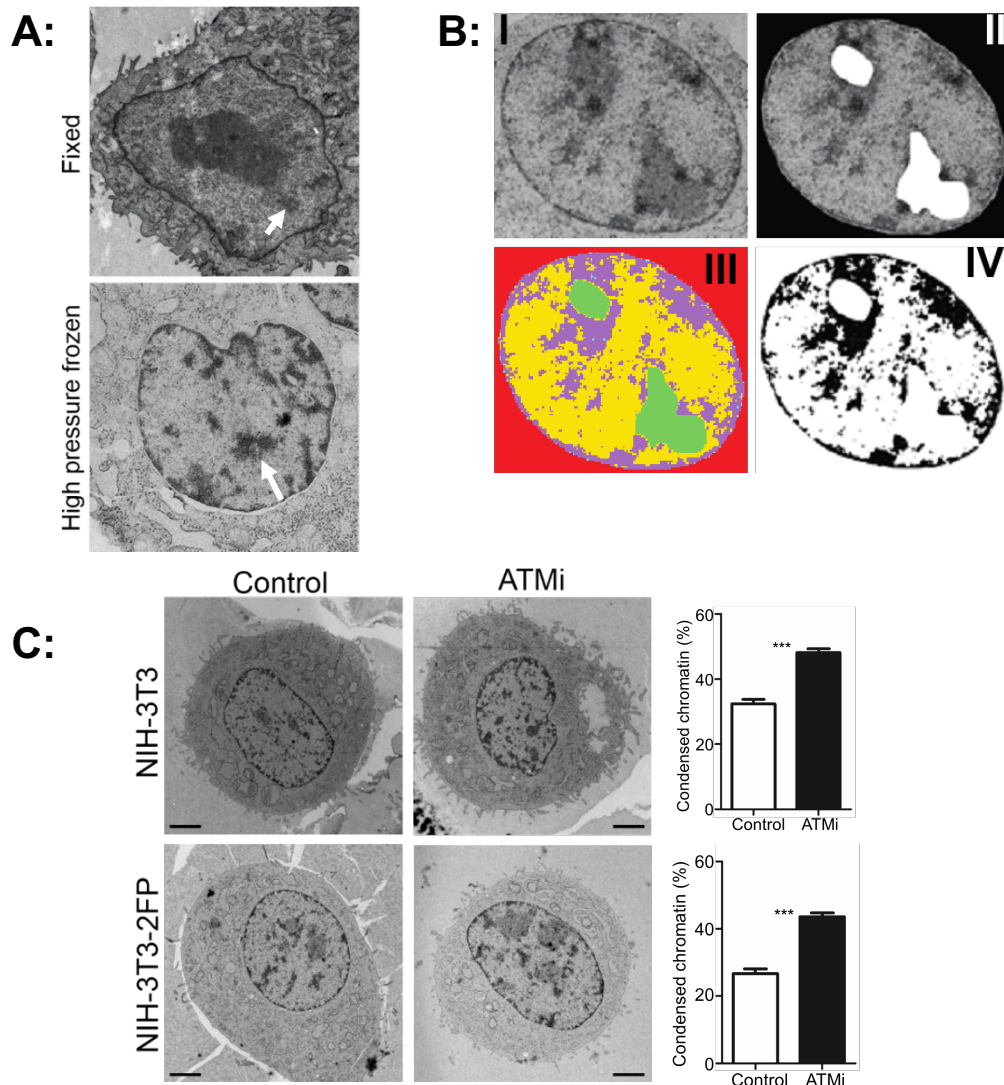 A:
Fixed
High pressure frozen
B:
I
II
III
IV
C:
Control
ATMi
NIH-3T3
NIH-3T3-2FP
Condensed chromatin (%)
60
40
20
0
***
Control
ATMi
Condensed chromatin (%)
60
40
20
0
***
Control
ATMi